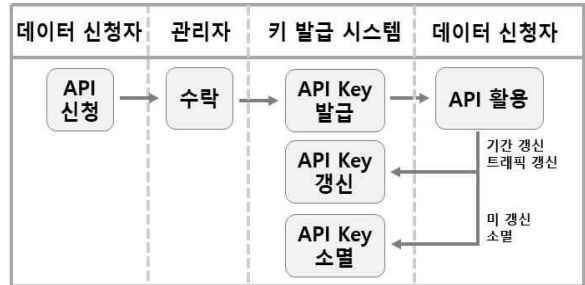 데이터 신청자
관리자
키 발급 시스템
데이터 신청자
API
신청
수락
API Key
발급
API 활용
기간 갱신
트래픽 갱신
API Key
갱신
미 갱신
소멸
API Key
소멸